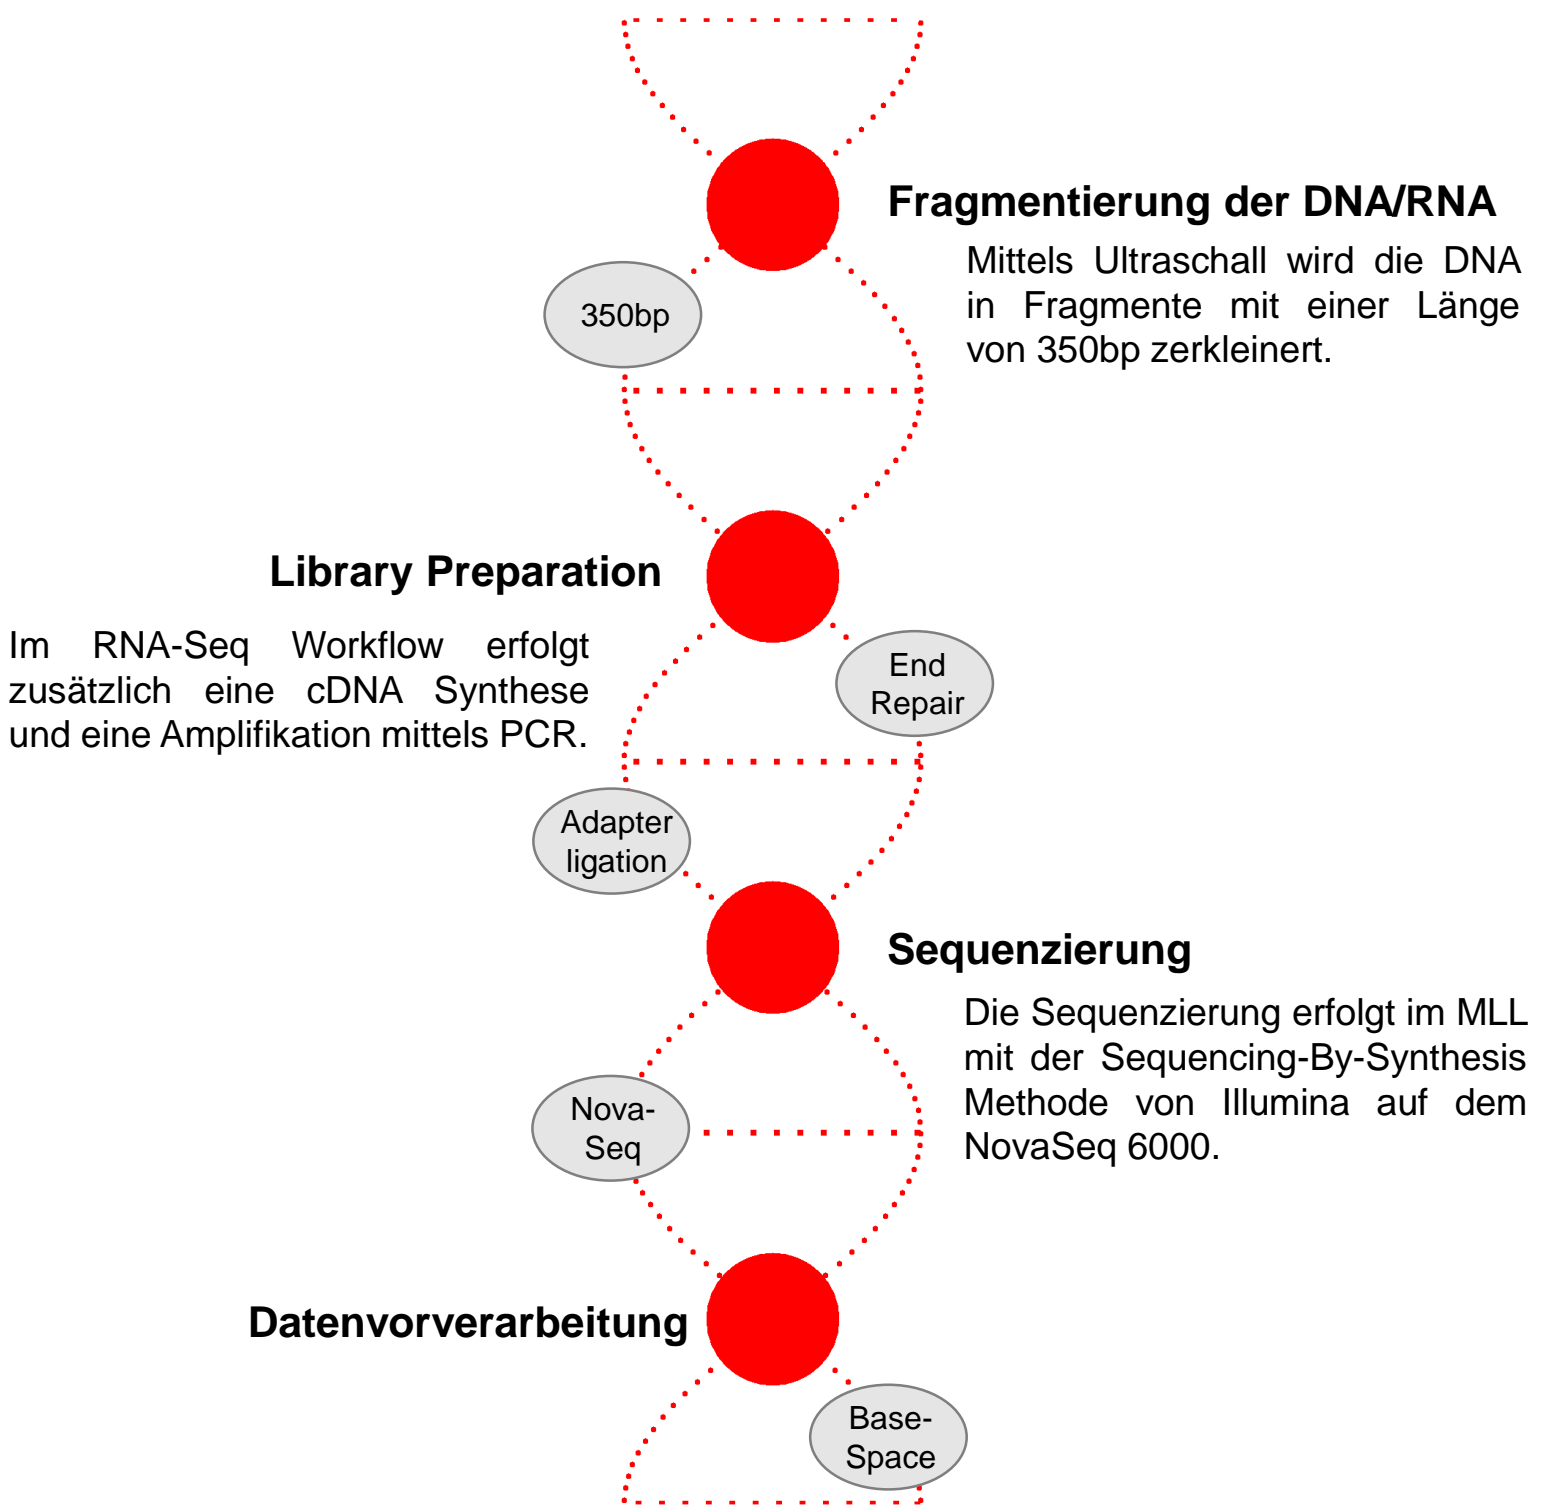 Fragmentierung der DNA/RNA
Mittels Ultraschall wird die DNA
in Fragmente mit einer Länge
von 350bp zerkleinert.
350bp
Library Preparation
Im RNA-Seq Workflow erfolgt
zusätzlich eine cDNA Synthese
und eine Amplifikation mittels PCR.
End
Repair
Adapter
ligation
Sequenzierung
Die Sequenzierung erfolgt im MLL
mit der Sequencing-By-Synthesis
Methode von Illumina auf dem
NovaSeq 6000.
Nova-
Seq
Datenvorverarbeitung
Base-
Space